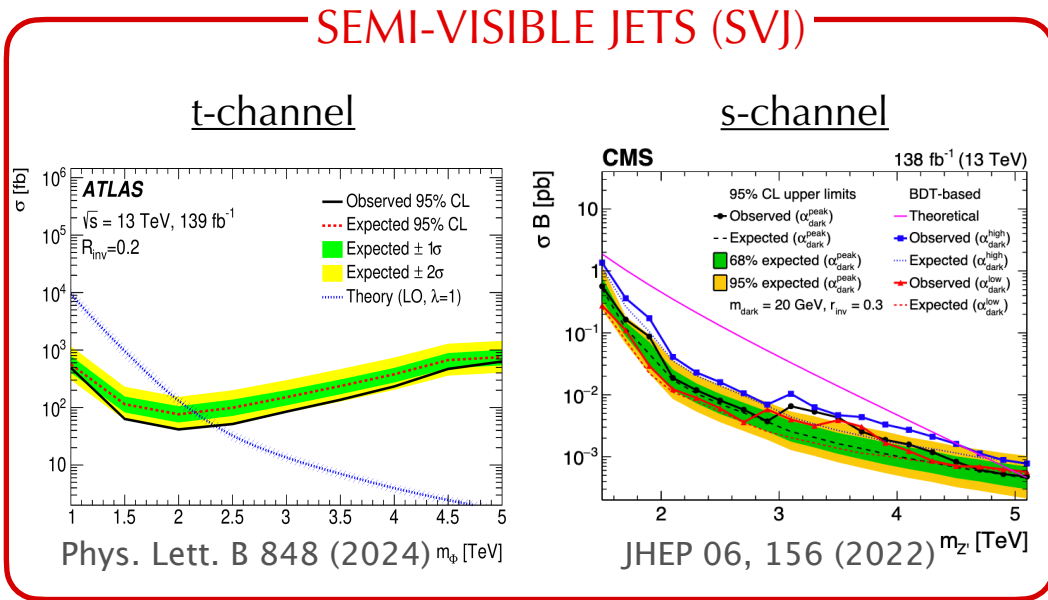 SEMI-VISIBLE JETS (SVJ)
t-channel
σ [fb]
10⁶
10⁵
10⁴
10³
10²
10
ATLAS
√s = 13 TeV, 139 fb⁻¹
R_inv=0.2
Observed 95% CL
Expected 95% CL
Expected ± 1σ
Expected ± 2σ
Theory (LO, λ=1)
1 1.5 2 2.5 3 3.5 4 4.5 5
m_Φ [TeV]
Phys. Lett. B 848 (2024)
s-channel
CMS
138 fb⁻¹ (13 TeV)
σ B [pb]
10
1
10⁻¹
10⁻²
10⁻³
95% CL upper limits
Observed (α_dark^peak)
Expected (α_dark^peak)
68% expected (α_dark^peak)
95% expected (α_dark^peak)
m_dark = 20 GeV, r_inv = 0.3
BDT-based
Theoretical
Observed (α_dark^high)
Expected (α_dark^high)
Observed (α_dark^low)
Expected (α_dark^low)
2 3 4 5
m_Z' [TeV]
JHEP 06, 156 (2022)